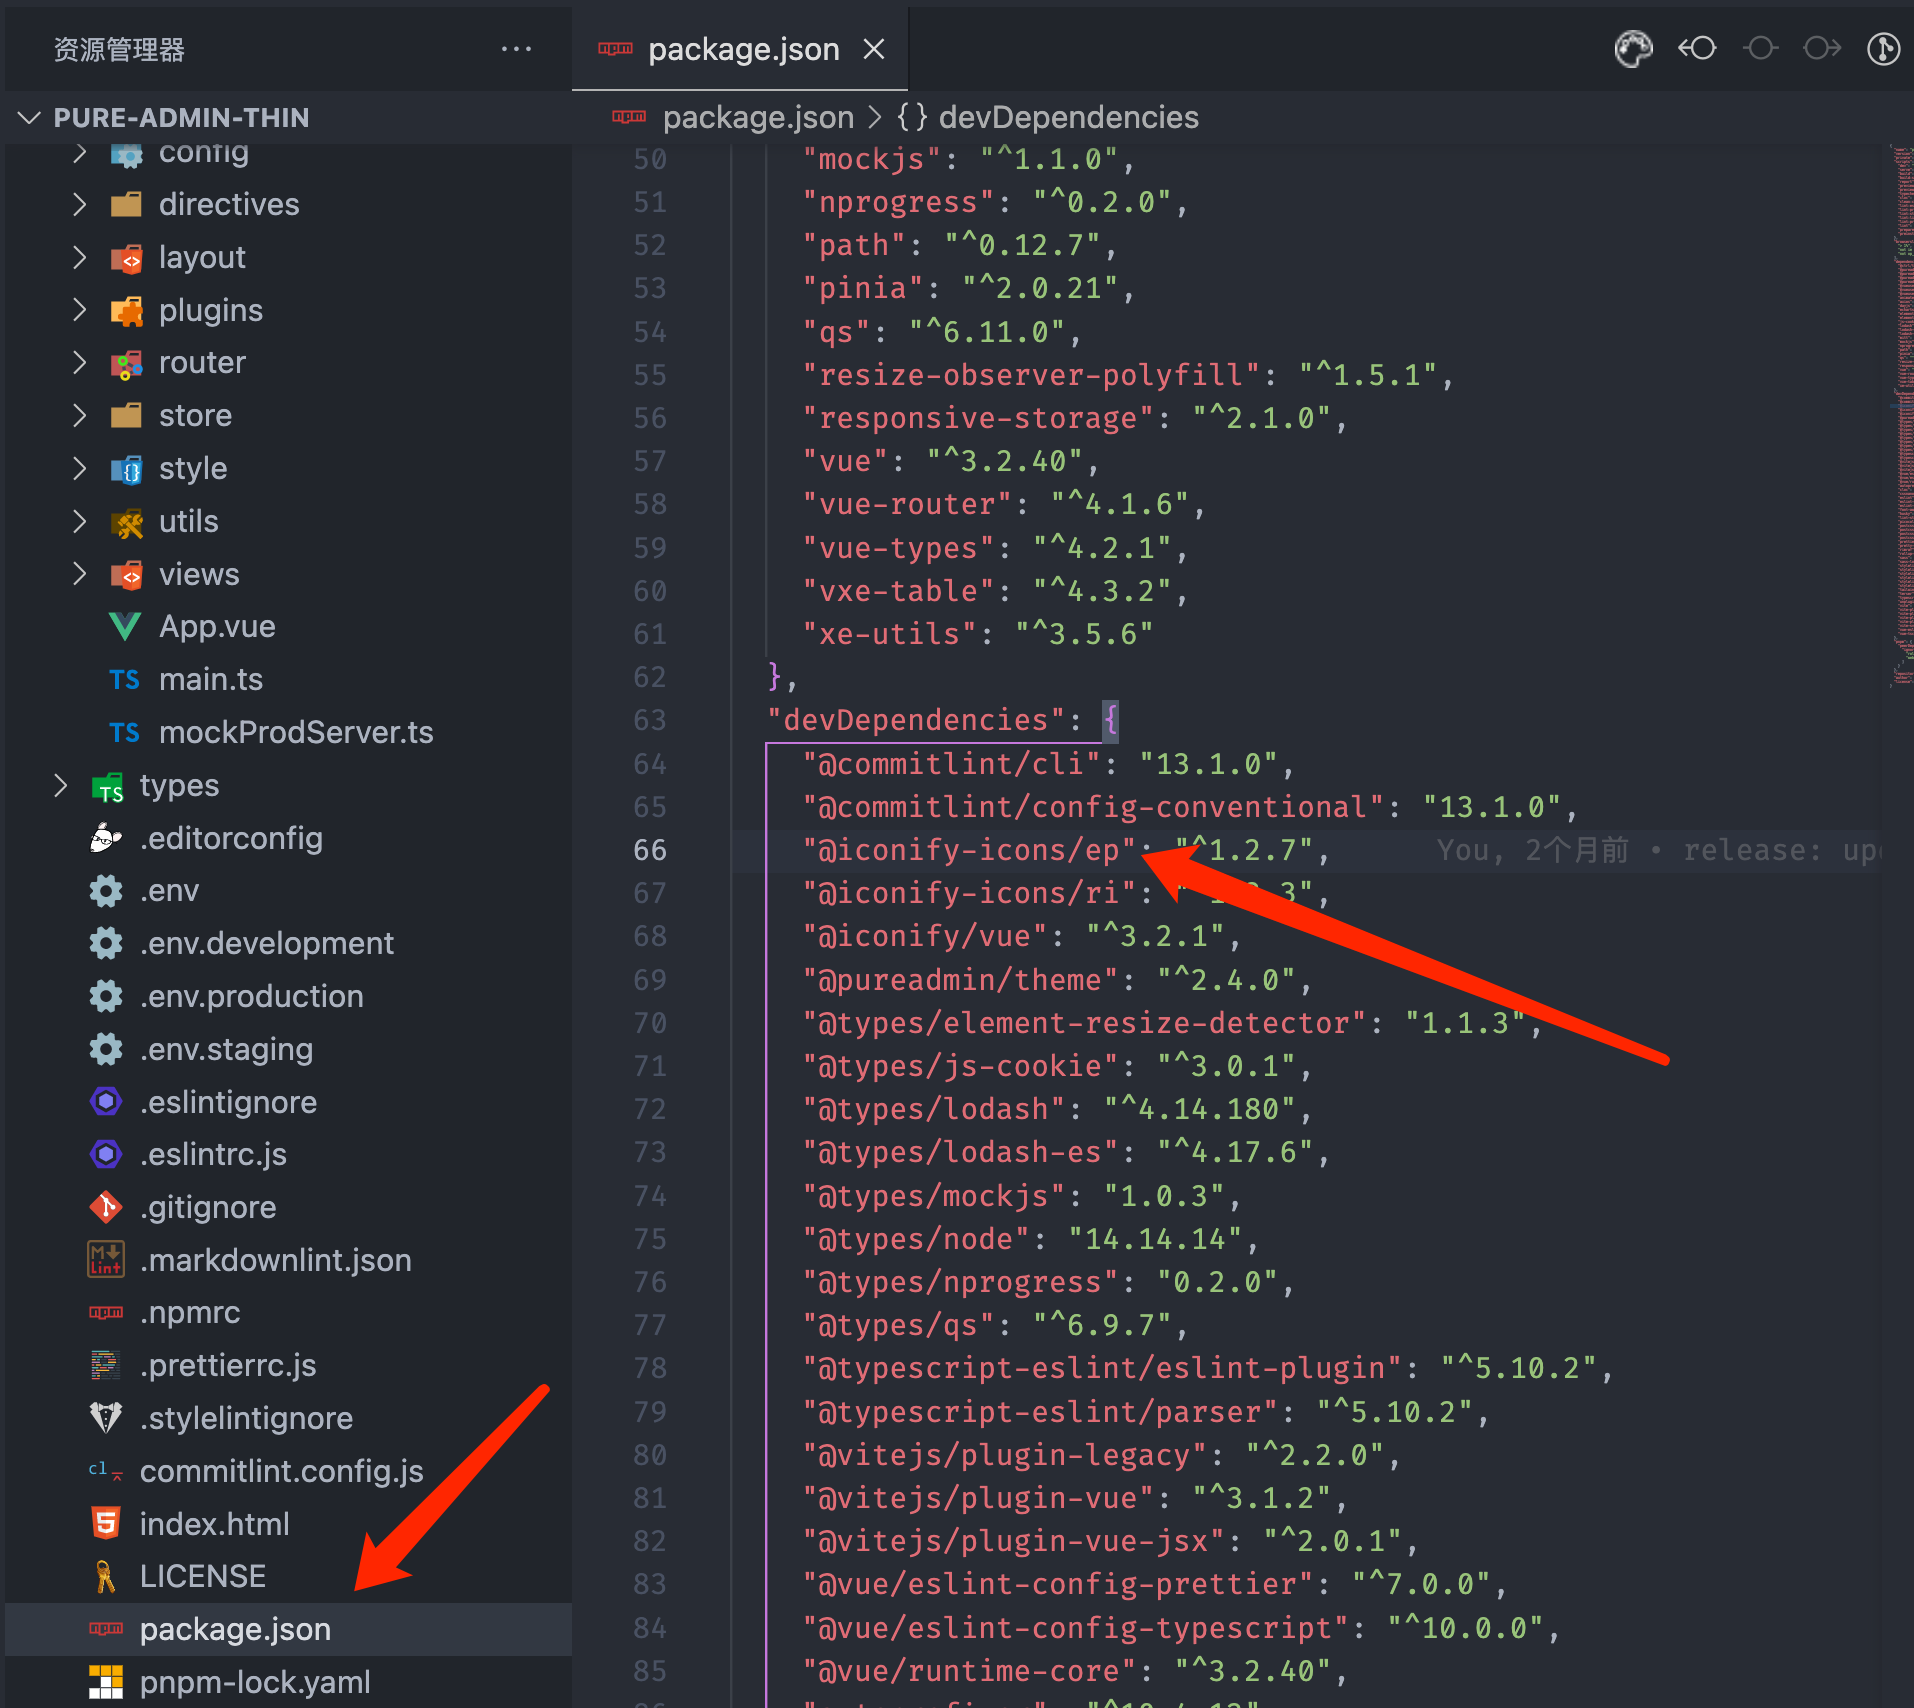 资源管理器
PURE-ADMIN-THIN
config
directives
layout
plugins
router
store
style
utils
views
App.vue
TS main.ts
TS mockProdServer.ts
types
.editorconfig
.env
.env.development
.env.production
.env.staging
.eslintignore
.eslintrc.js
.gitignore
.markdownlint.json
.npmrc
.prettierrc.js
.stylelintignore
commitlint.config.js
index.html
LICENSE
package.json
pnpm-lock.yaml
package.json
package.json > {} devDependencies
50 "mockjs": "^1.1.0",
51 "nprogress": "^0.2.0",
52 "path": "^0.12.7",
53 "pinia": "^2.0.21",
54 "qs": "^6.11.0",
55 "resize-observer-polyfill": "^1.5.1",
56 "responsive-storage": "^2.1.0",
57 "vue": "^3.2.40",
58 "vue-router": "^4.1.6",
59 "vue-types": "^4.2.1",
60 "vxe-table": "^4.3.2",
61 "xe-utils": "^3.5.6"
62 },
63 "devDependencies": {
64 "@commitlint/cli": "13.1.0",
65 "@commitlint/config-conventional": "13.1.0",
66 "@iconify-icons/ep": "^1.2.7", You, 2个月前 • release:
67 "@iconify-icons/ri":
68 "@iconify/vue": "^3.2.1",
69 "@pureadmin/theme": "^2.4.0",
70 "@types/element-resize-detector": "1.1.3",
71 "@types/js-cookie": "^3.0.1",
72 "@types/lodash": "^4.14.180",
73 "@types/lodash-es": "^4.17.6",
74 "@types/mockjs": "1.0.3",
75 "@types/node": "14.14.14",
76 "@types/nprogress": "0.2.0",
77 "@types/qs": "^6.9.7",
78 "@typescript-eslint/eslint-plugin": "^5.10.2",
79 "@typescript-eslint/parser": "^5.10.2",
80 "@vitejs/plugin-legacy": "^2.2.0",
81 "@vitejs/plugin-vue": "^3.1.2",
82 "@vitejs/plugin-vue-jsx": "^2.0.1",
83 "@vue/eslint-config-prettier": "^7.0.0",
84 "@vue/eslint-config-typescript": "^10.0.0",
85 "@vue/runtime-core": "^3.2.40",